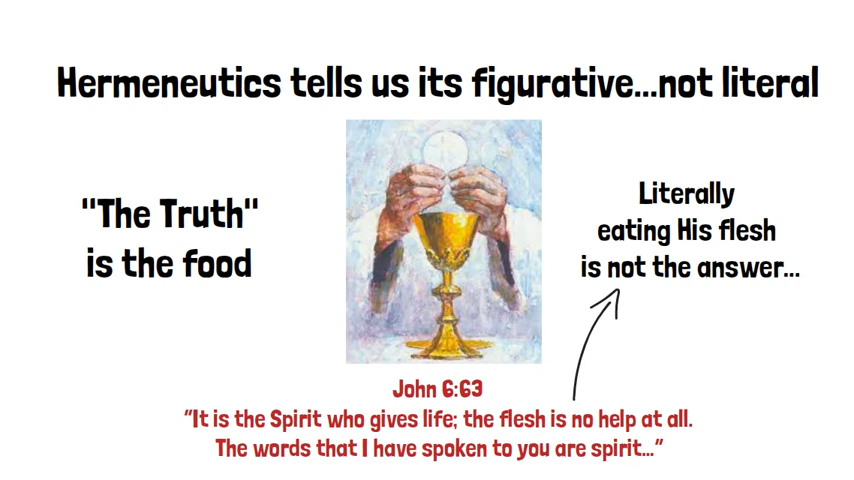 Hermeneutics tells us its figurative...not literal
"The Truth"
is the food
Literally
eating His flesh
is not the answer...
John 6:63
"It is the Spirit who gives life; the flesh is no help at all.
The words that I have spoken to you are spirit..."